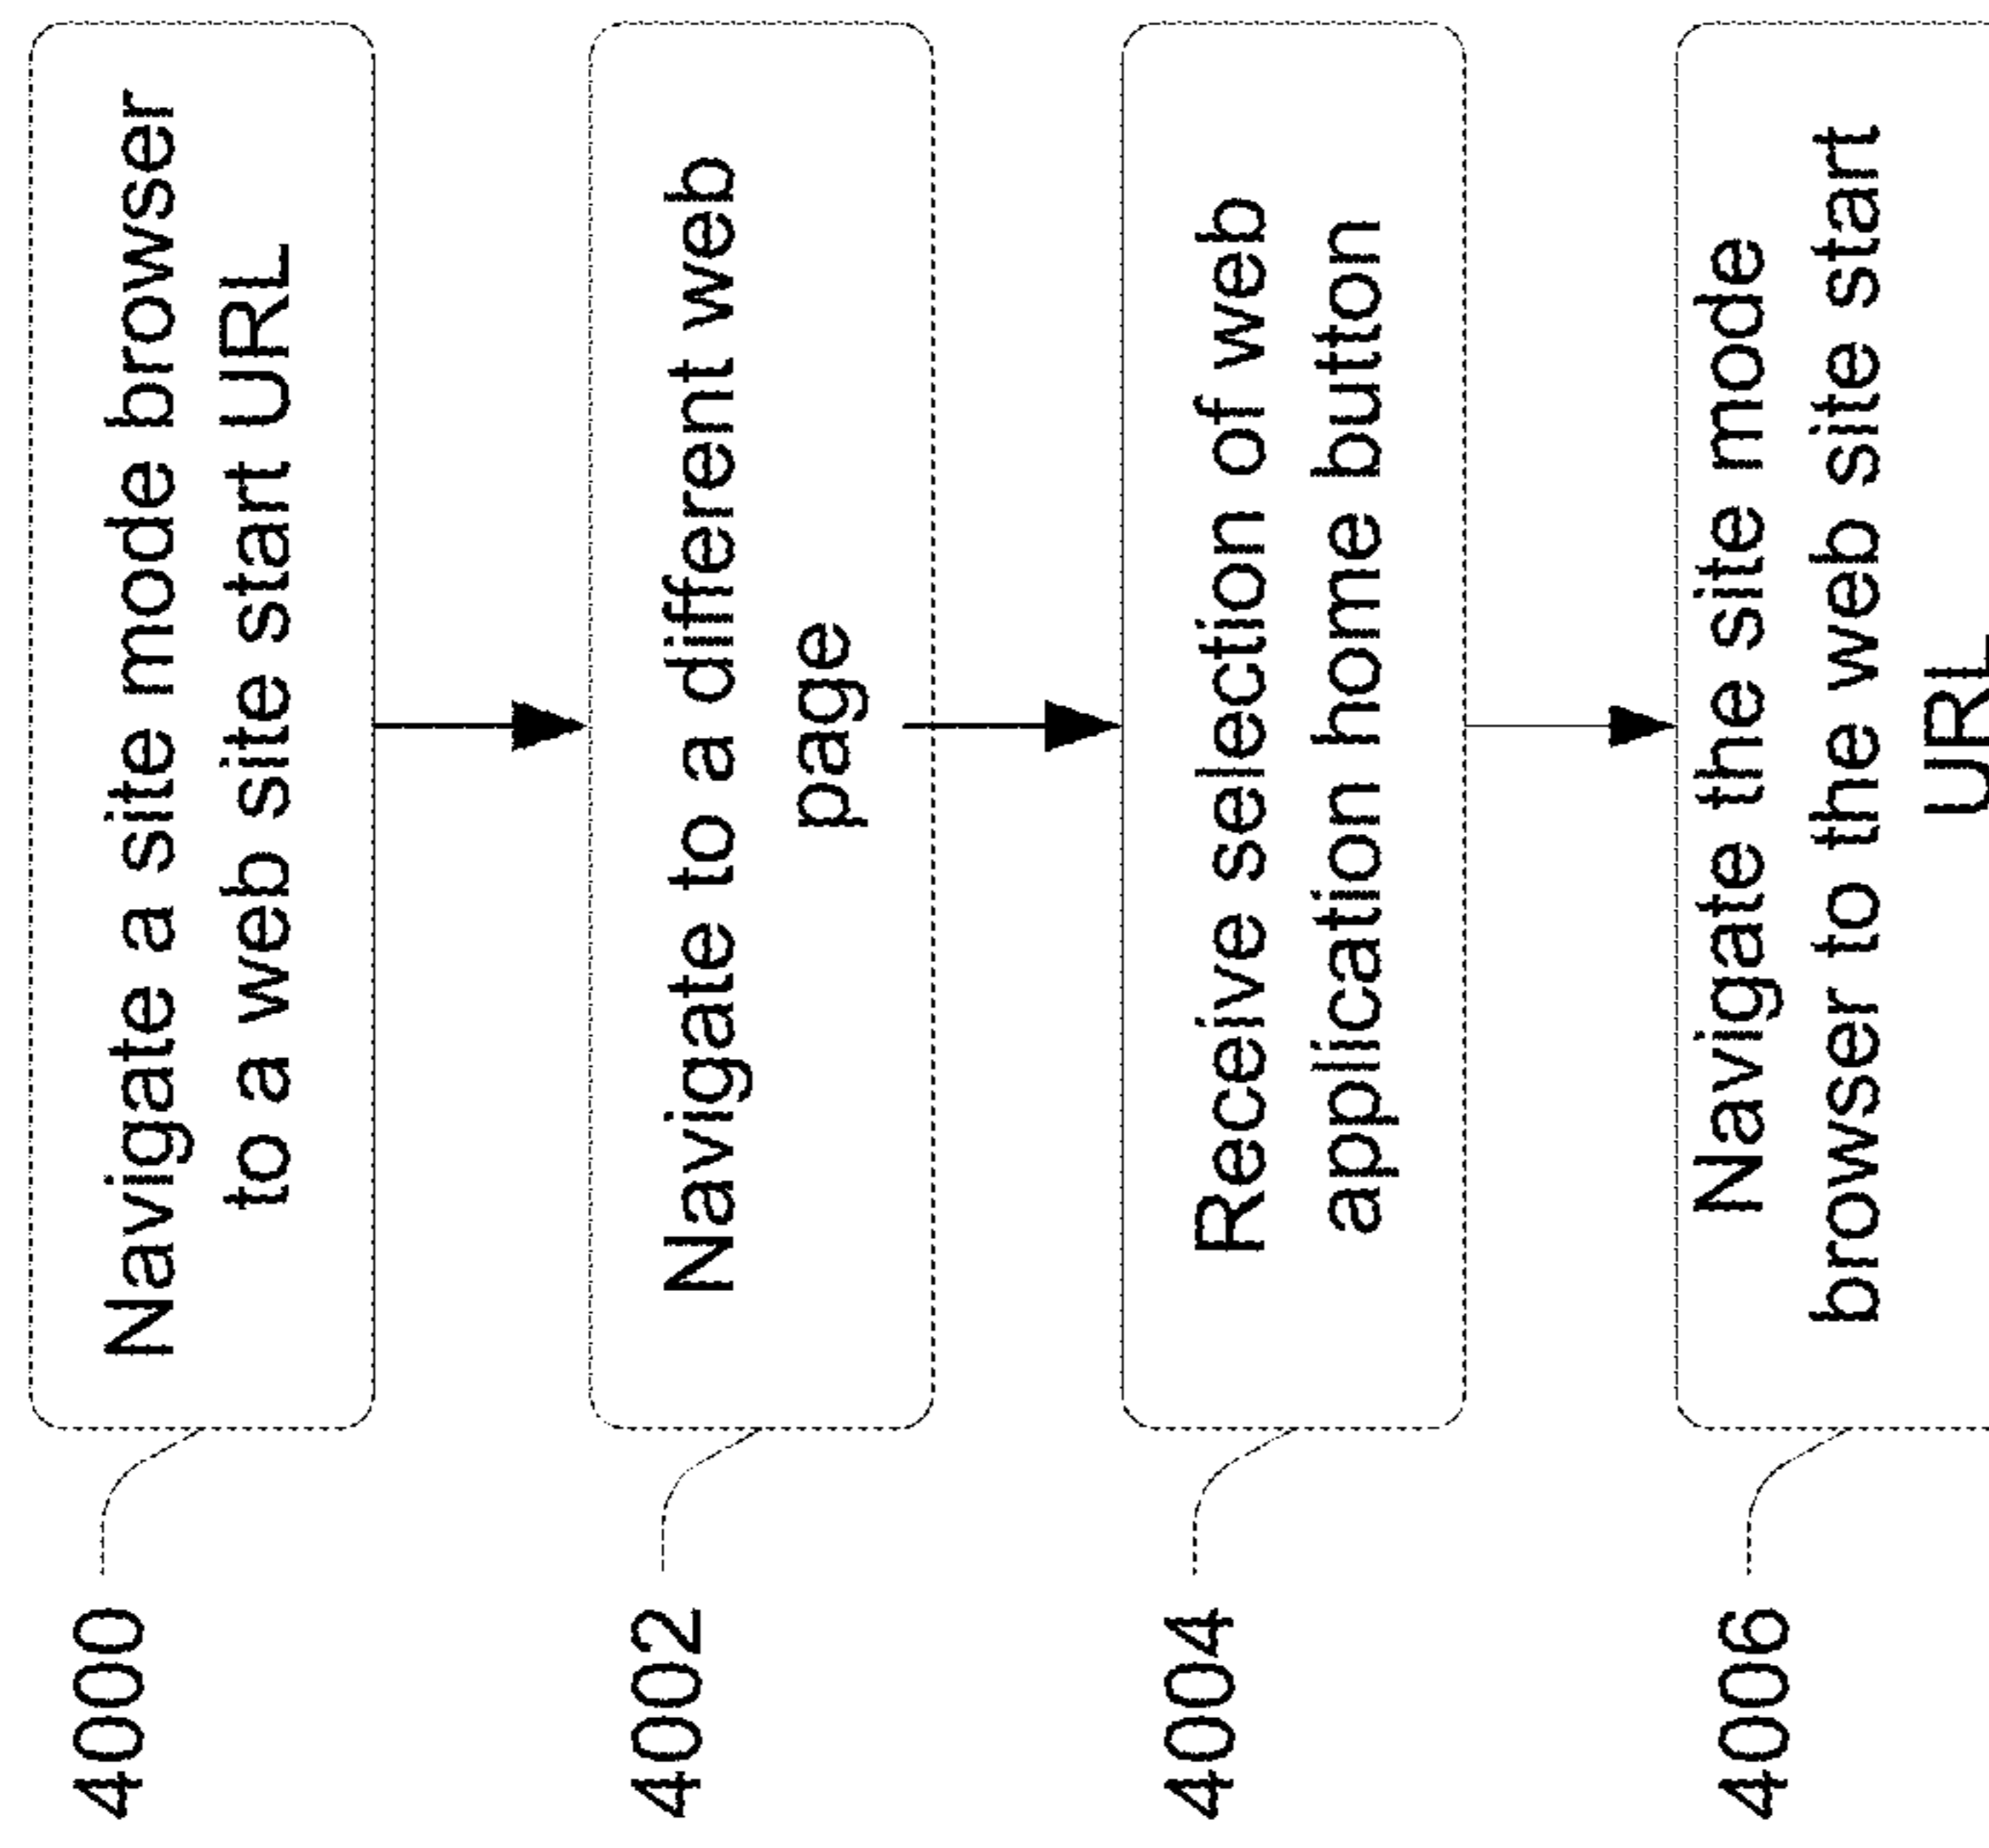 4000
Navigate a site mode browser
to a web site start URL
4002
Navigate to a different web
page
4004
Receive selection of web
application home button
4006
Navigate the site mode
browser to the web site start
URL